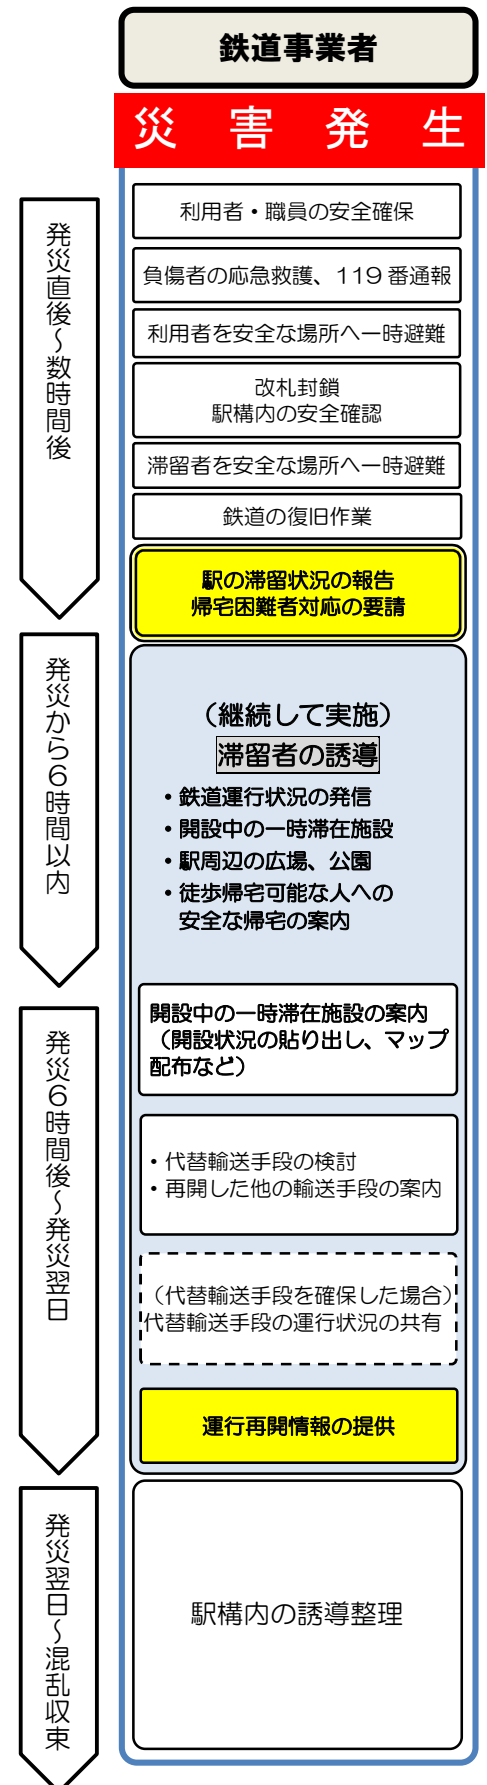 鉄道事業者
災害発生
発災直後～数時間後
利用者・職員の安全確保
負傷者の応急救護、119番通報
利用者を安全な場所へ一時避難
改札封鎖
駅構内の安全確認
滞留者を安全な場所へ一時避難
鉄道の復旧作業
駅の滞留状況の報告
帰宅困難者対応の要請
発災から6時間以内
（継続して実施）
滞留者の誘導
・鉄道運行状況の発信
・開設中の一時滞在施設
・駅周辺の広場、公園
・徒歩帰宅可能な人への
安全な帰宅の案内
発災6時間後～発災翌日
開設中の一時滞在施設の案内
（開設状況の貼り出し、マップ
配布など）
・代替輸送手段の検討
・再開した他の輸送手段の案内
（代替輸送手段を確保した場合）
代替輸送手段の運行状況の共有
運行再開情報の提供
発災翌日～混乱収束
駅構内の誘導整理